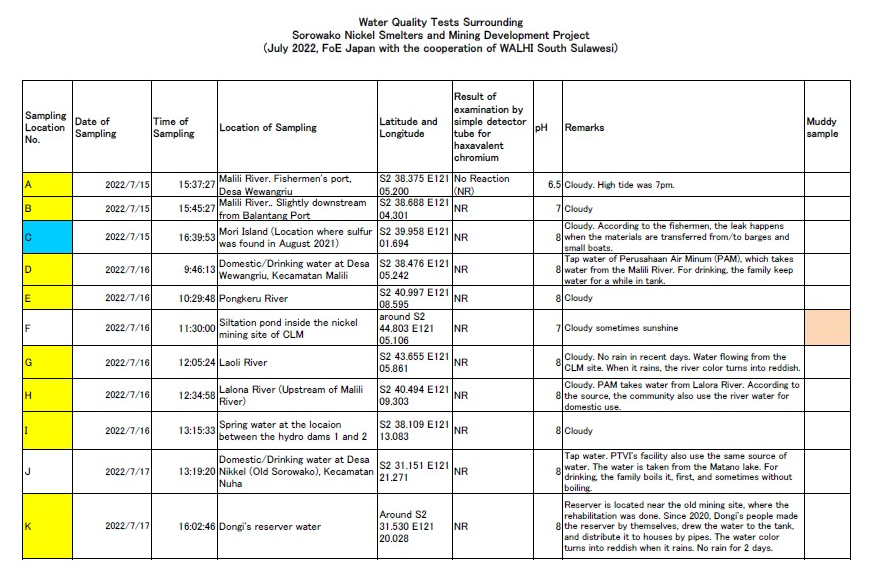 Water Quality Tests Surrounding
Sorowako Nickel Smelters and Mining Development Project
(July 2022, FoE Japan with the cooperation of WALHI South Sulawesi)
Sampling
Location
No.
Date of
Sampling
Time of
Sampling
Location of Sampling
Latitude and
Longitude
Result of
examination by
simple detector
tube for
haxavalent
chromium
pH
Remarks
Muddy
sample
A
2022/7/15
15:37:27
Malili River. Fishermen's port,
Desa Wewangriu
S2 38.375 E121
05.200
No Reaction
(NR)
6.5
Cloudy. High tide was 7pm.
B
2022/7/15
15:45:27
Malili River.. Slightly downstream
from Balantang Port
S2 38.688 E121
04.301
NR
7
Cloudy
C
2022/7/15
16:39:53
Mori Island (Location where sulfur
was found in August 2021)
S2 39.958 E121
01.694
NR
8
Cloudy. According to the fishermen, the leak happens
when the materials are transferred from/to barges and
small boats.
D
2022/7/16
9:46:13
Domestic/Drinking water at Desa
Wewangriu, Kecamatan Malili
S2 38.476 E121
05.242
NR
8
Tap water of Perusahaan Air Minum (PAM), which takes
water from the Malili River. For drinking, the family keep
water for a while in tank.
E
2022/7/16
10:29:48
Pongkeru River
S2 40.997 E121
08.595
NR
8
Cloudy
F
2022/7/16
11:30:00
Siltation pond inside the nickel
mining site of CLM
around S2
44.803 E121
05.106
NR
7
Cloudy sometimes sunshine
G
2022/7/16
12:05:24
Laoli River
S2 43.655 E121
05.861
NR
8
Cloudy. No rain in recent days. Water flowing from the
CLM site. When it rains, the river color turns into reddish.
H
2022/7/16
12:34:58
Lalona River (Upstream of Malili
River)
S2 40.494 E121
09.303
NR
8
Cloudy. PAM takes water from Lalora River. According to
the source, the community also use the river water for
domestic use.
I
2022/7/16
13:15:33
Spring water at the locaion
between the hydro dams 1 and 2
S2 38.109 E121
13.083
NR
8
Cloudy
J
2022/7/17
13:19:20
Domestic/Drinking water at Desa
Nikkel (Old Sorowako), Kecamatan
Nuha
S2 31.151 E121
21.271
NR
8
Tap water. PTVI's facility also use the same source of
water. The water is taken from the Matano lake. For
drinking, the family boils it, first, and sometimes without
boiling.
K
2022/7/17
16:02:46
Dongi's reserver water
Around S2
31.530 E121
20.028
NR
8
Reserver is located near the old mining site, where the
rehabilitation was done. Since 2020, Dongi's people made
the reserver by themselves, drew the water to the tank,
and distribute it to houses by pipes. The water color
turns into reddish when it rains. No rain for 2 days.